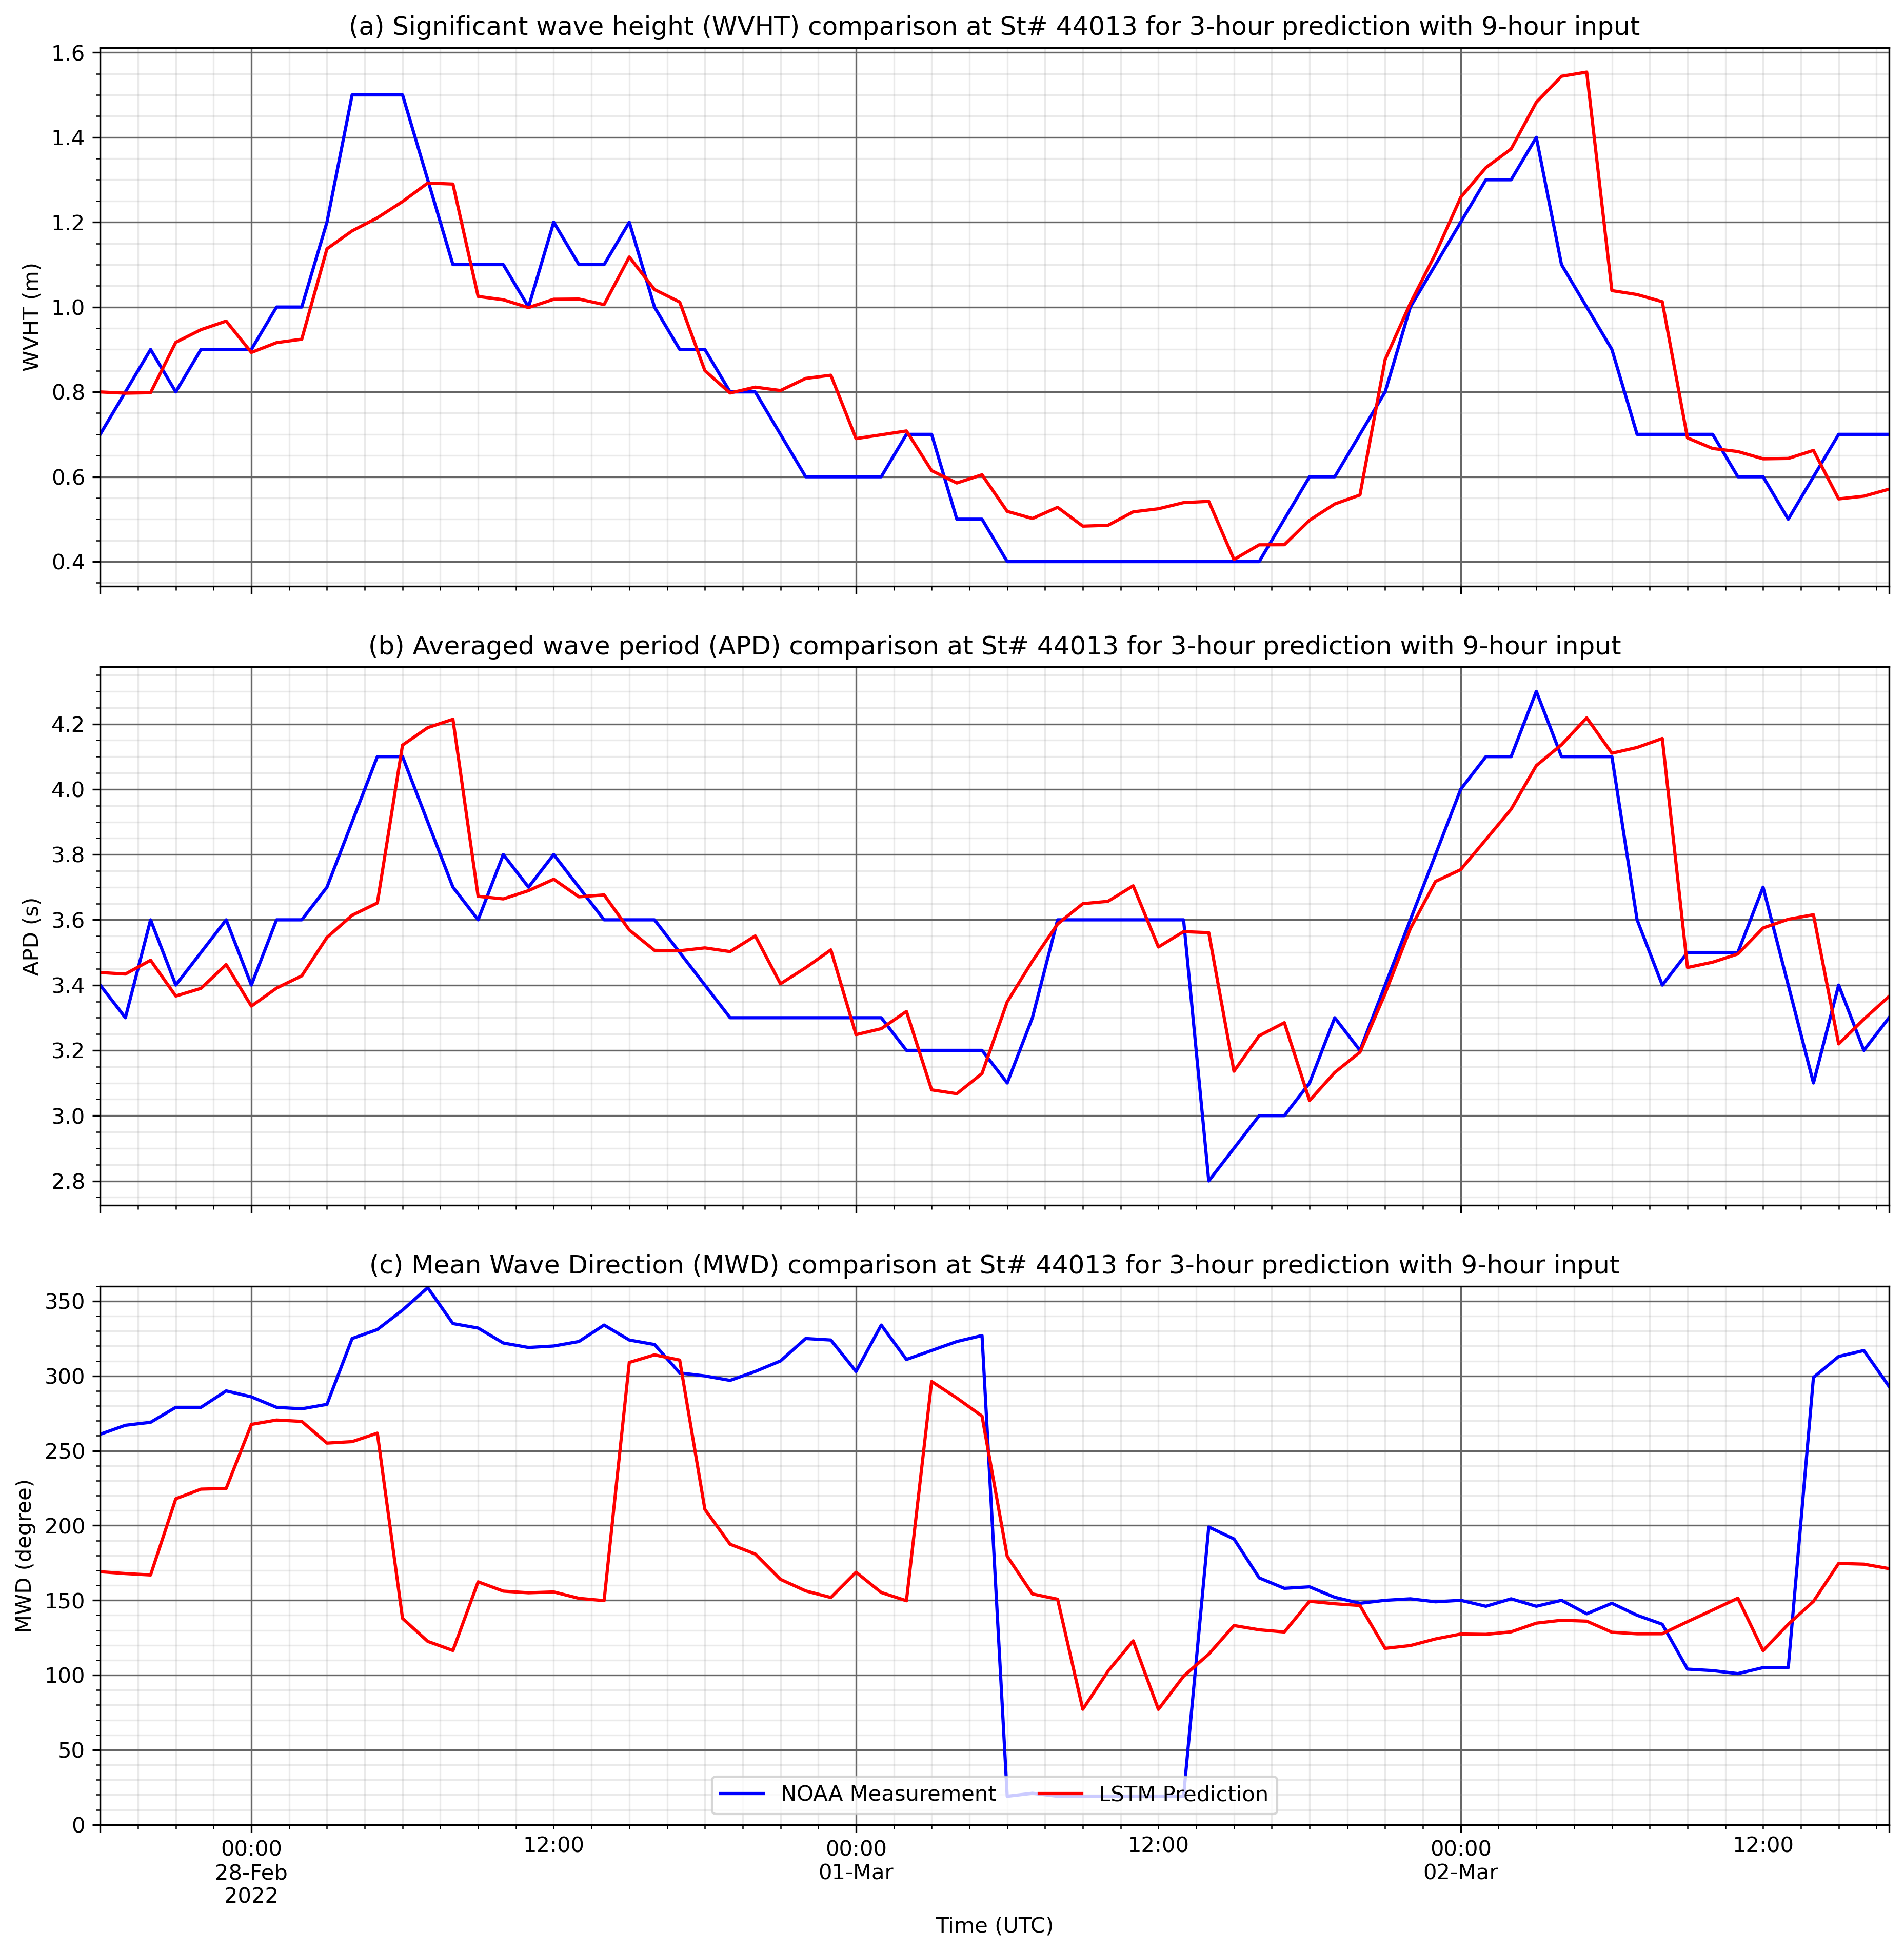 (a) Significant wave height (WVHT) comparison at St# 44013 for 3-hour prediction with 9-hour input
1.6
1.4
1.2
1.0
0.8
0.6
0.4
WVHT (m)
(b) Averaged wave period (APD) comparison at St# 44013 for 3-hour prediction with 9-hour input
4.2
4.0
3.8
3.6
3.4
3.2
3.0
2.8
APD (s)
(c) Mean Wave Direction (MWD) comparison at St# 44013 for 3-hour prediction with 9-hour input
350
300
250
200
150
100
50
0
MWD (degree)
NOAA Measurement LSTM Prediction
00:00 12:00 00:00 12:00 00:00 12:00
28-Feb 01-Mar 02-Mar
2022
Time (UTC)